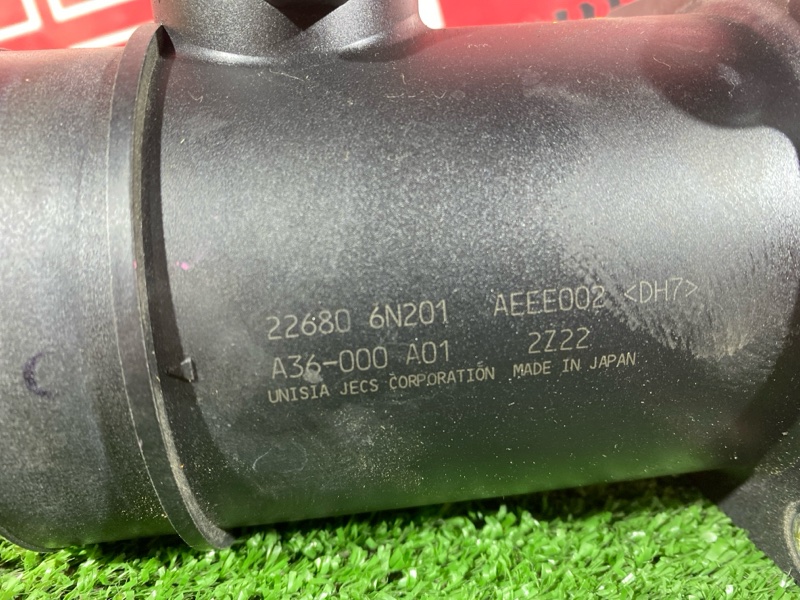 22680 6N201 AEEE002 <DH7>
A36-000 A01 2Z22
UNISIA JECS CORPORATION MADE IN JAPAN